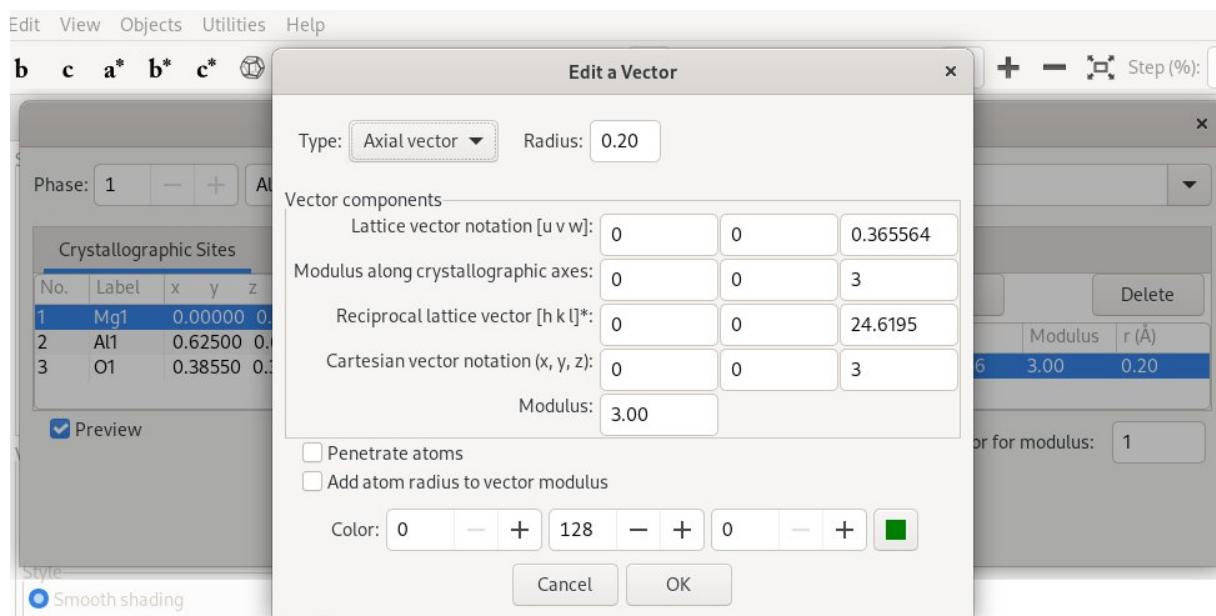 Edit View Objects Utilities Help
b c a* b* c* Step (%):
Edit a Vector
Type: Axial vector Radius: 0.20
Phase: 1
Vector components
Lattice vector notation [u v w]: 0 0 0.365564
Crystallographic Sites
Modulus along crystallographic axes: 0 0 3
No. Label x y z
Delete
1 Mg1 0.00000
Reciprocal lattice vector [h k l]*: 0 0 24.6195
Modulus r (Å)
2 Al1 0.62500
3 O1 0.38550
Cartesian vector notation (x, y, z): 0 0 3
3.00 0.20
Modulus: 3.00
Preview
for modulus: 1
Penetrate atoms
Add atom radius to vector modulus
Color: 0 128 0
Cancel OK
Style
Smooth shading